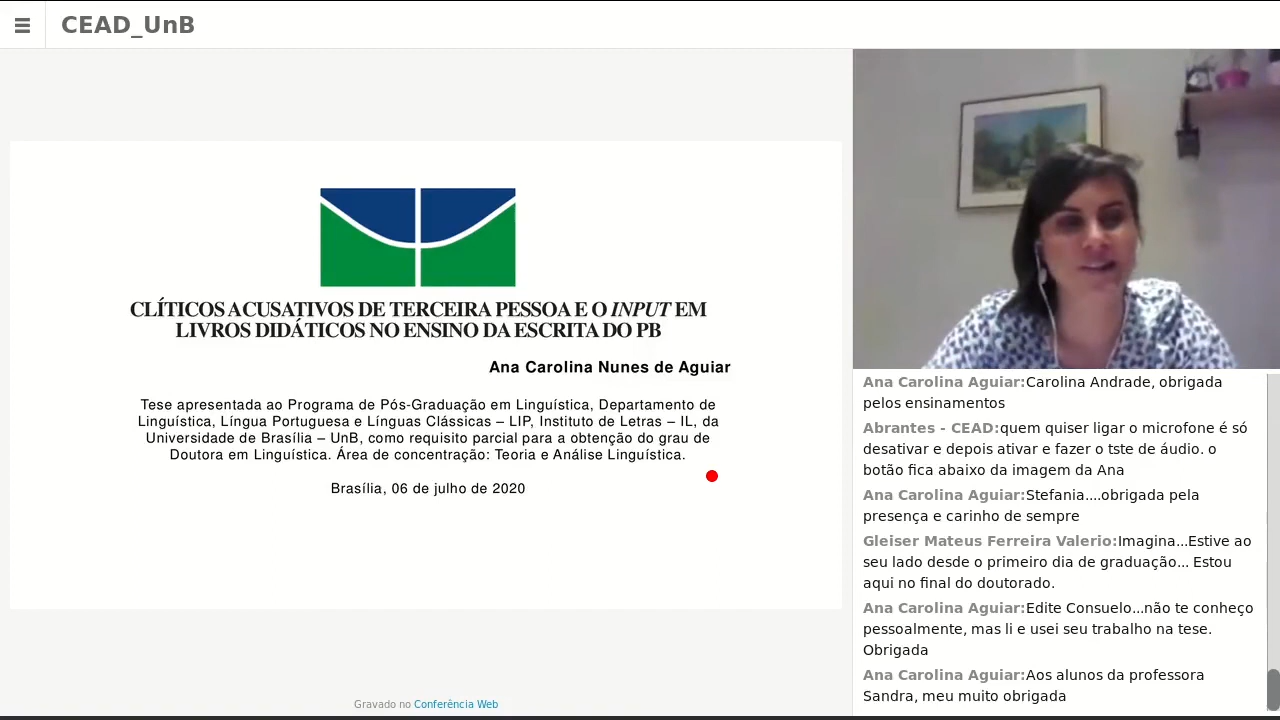 CEAD_UnB
CLÍTICOS ACUSATIVOS DE TERCEIRA PESSOA E O INPUT EM
LIVROS DIDÁTICOS NO ENSINO DA ESCRITA DO PB
Ana Carolina Nunes de Aguiar
Tese apresentada ao Programa de Pós-Graduação em Linguística, Departamento de
Linguística, Língua Portuguesa e Línguas Clássicas – LIP, Instituto de Letras – IL, da
Universidade de Brasília – UnB, como requisito parcial para a obtenção do grau de
Doutora em Linguística. Área de concentração: Teoria e Análise Linguística.
Brasília, 06 de julho de 2020
Gravado no Conferência Web
Ana Carolina Aguiar:Carolina Andrade, obrigada
pelos ensinamentos
Abrantes - CEAD:quem quiser ligar o microfone é só
desativar e depois ativar e fazer o tste de áudio. o
botão fica abaixo da imagem da Ana
Ana Carolina Aguiar:Stefania....obrigada pela
presença e carinho de sempre
Gleiser Mateus Ferreira Valerio:Imagina...Estive ao
seu lado desde o primeiro dia de graduação... Estou
aqui no final do doutorado.
Ana Carolina Aguiar:Edite Consuelo...não te conheço
pessoalmente, mas li e usei seu trabalho na tese.
Obrigada
Ana Carolina Aguiar:Aos alunos da professora
Sandra, meu muito obrigada